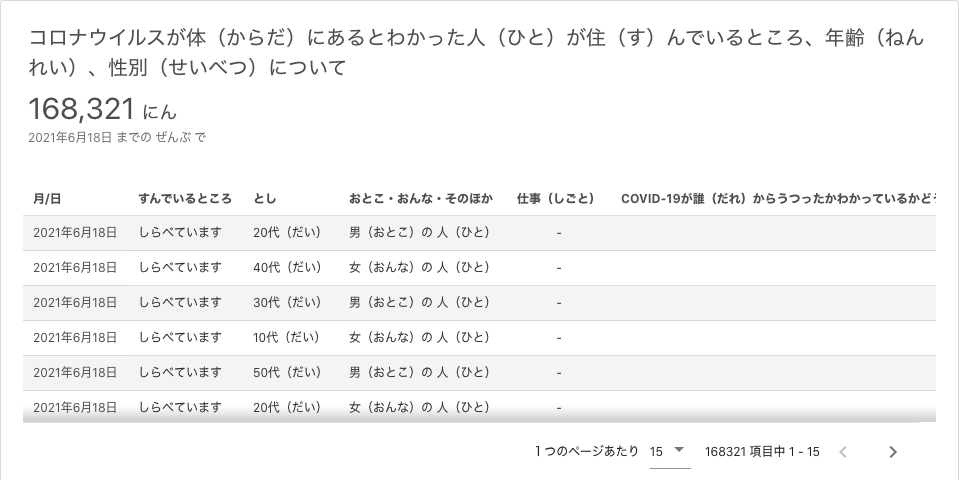 コロナウイルスが体（からだ）にあるとわかった人（ひと）が住（す）んでいるところ、年齢（ねん
れい）、性別（せいべつ）について
168,321 にん
2021年6月18日 までの ぜんぶ で
月/日 すんでいるところ とし おとこ・おんな・そのほか 仕事（しごと） COVID-19が誰（だれ）からうつったかわかっているかど
2021年6月18日 しらべています 20代（だい） 男（おとこ）の 人（ひと） -
2021年6月18日 しらべています 40代（だい） 女（おんな）の 人（ひと） -
2021年6月18日 しらべています 30代（だい） 男（おとこ）の 人（ひと） -
2021年6月18日 しらべています 10代（だい） 女（おんな）の 人（ひと） -
2021年6月18日 しらべています 50代（だい） 男（おとこ）の 人（ひと） -
2021年6月18日 しらべています 20代（だい） 女（おんな）の 人（ひと） -
1 つのページあたり 15 168321 項目中 1 - 15